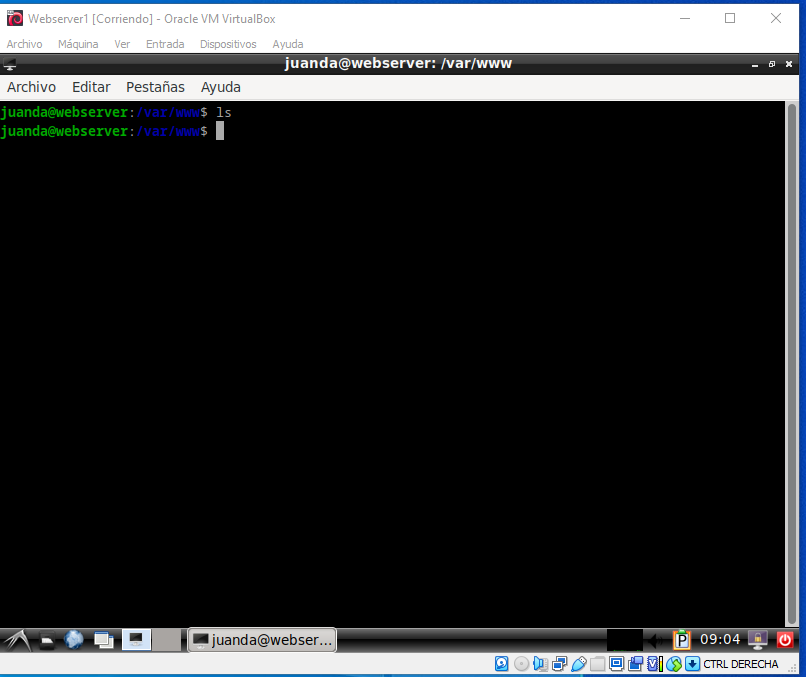 Webserver1 [Corriendo] - Oracle VM VirtualBox
Archivo Máquina Ver Entrada Dispositivos Ayuda
juanda@webserver: /var/www
Archivo Editar Pestañas Ayuda
juanda@webserver:/var/www$ ls
juanda@webserver:/var/www$
juanda@webser...
P
09:04
CTRL DERECHA